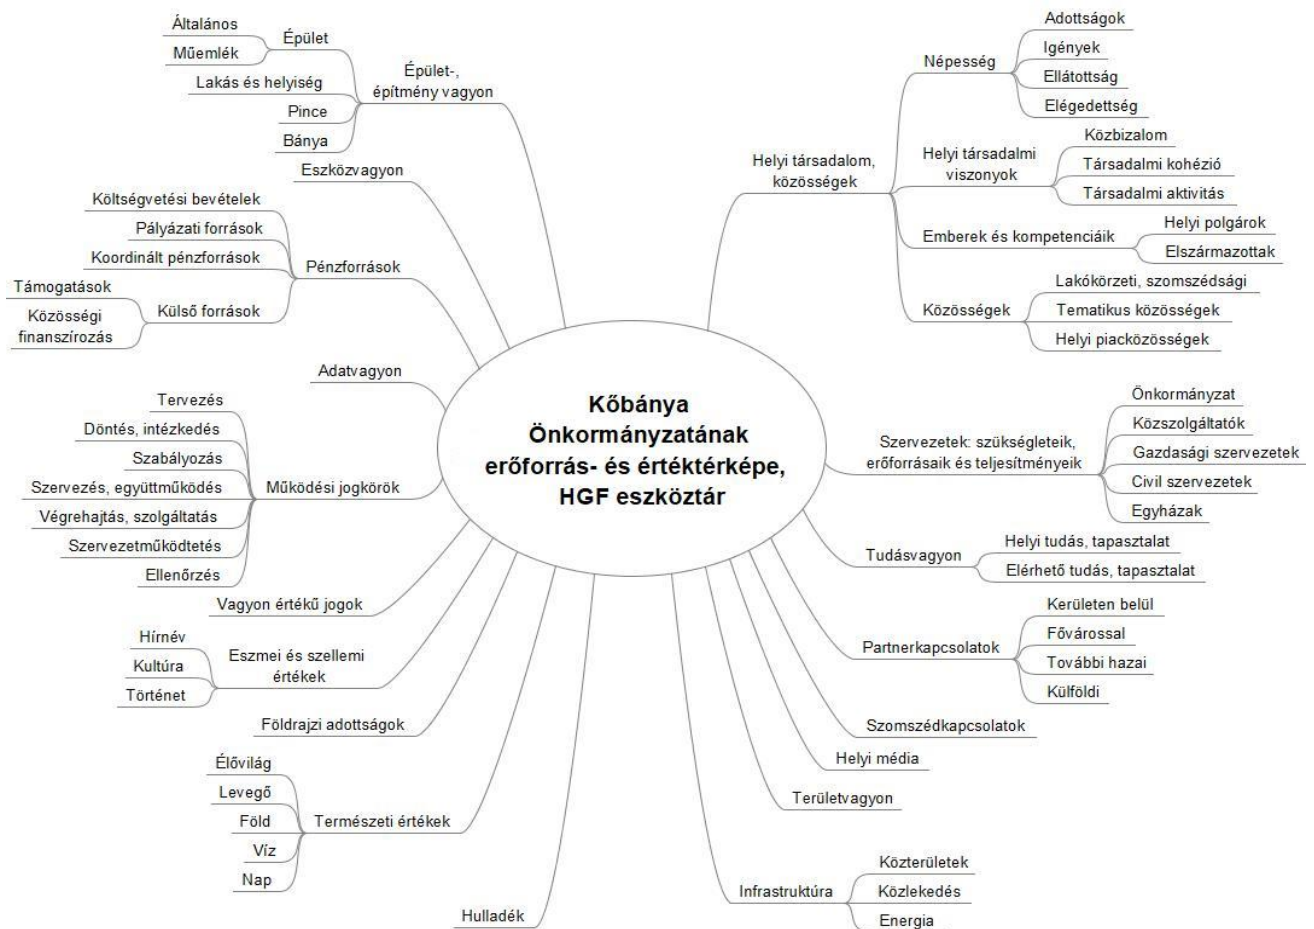 Kőbánya
Önkormányzatának
erőforrás- és értéktérképe,
HGF eszköztár
Épület-,
építmény vagyon
Épület
Általános
Műemlék
Lakás és helyiség
Pince
Bánya
Eszközvagyon
Pénzforrások
Költségvetési bevételek
Pályázati források
Koordinált pénzforrások
Külső források
Támogatások
Közösségi
finanszírozás
Adatvagyon
Működési jogkörök
Tervezés
Döntés, intézkedés
Szabályozás
Szervezés, együttműködés
Végrehajtás, szolgáltatás
Szervezetműködtetés
Ellenőrzés
Vagyon értékű jogok
Eszmei és szellemi
értékek
Hírnév
Kultúra
Történet
Földrajzi adottságok
Természeti értékek
Élővilág
Levegő
Föld
Víz
Nap
Hulladék
Helyi társadalom,
közösségek
Népesség
Adottságok
Igények
Ellátottság
Elégedettség
Helyi társadalmi
viszonyok
Közbizalom
Társadalmi kohézió
Társadalmi aktivitás
Emberek és kompetenciáik
Helyi polgárok
Elszármazottak
Közösségek
Lakókörzeti, szomszédsági
Tematikus közösségek
Helyi piacközösségek
Szervezetek: szükségleteik,
erőforrásaik és teljesítményeik
Önkormányzat
Közszolgáltatók
Gazdasági szervezetek
Civil szervezetek
Egyházak
Tudásvagyon
Helyi tudás, tapasztalat
Elérhető tudás, tapasztalat
Partnerkapcsolatok
Kerületen belül
Fővárossal
További hazai
Külföldi
Szomszédkapcsolatok
Helyi média
Területvagyon
Infrastruktúra
Közterületek
Közlekedés
Energia